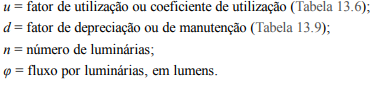 u = fator de utilização ou coeficiente de utilização (Tabela 13.6);
d = fator de depreciação ou de manutenção (Tabela 13.9);
n = número de luminárias;
φ = fluxo por luminárias, em lumens.